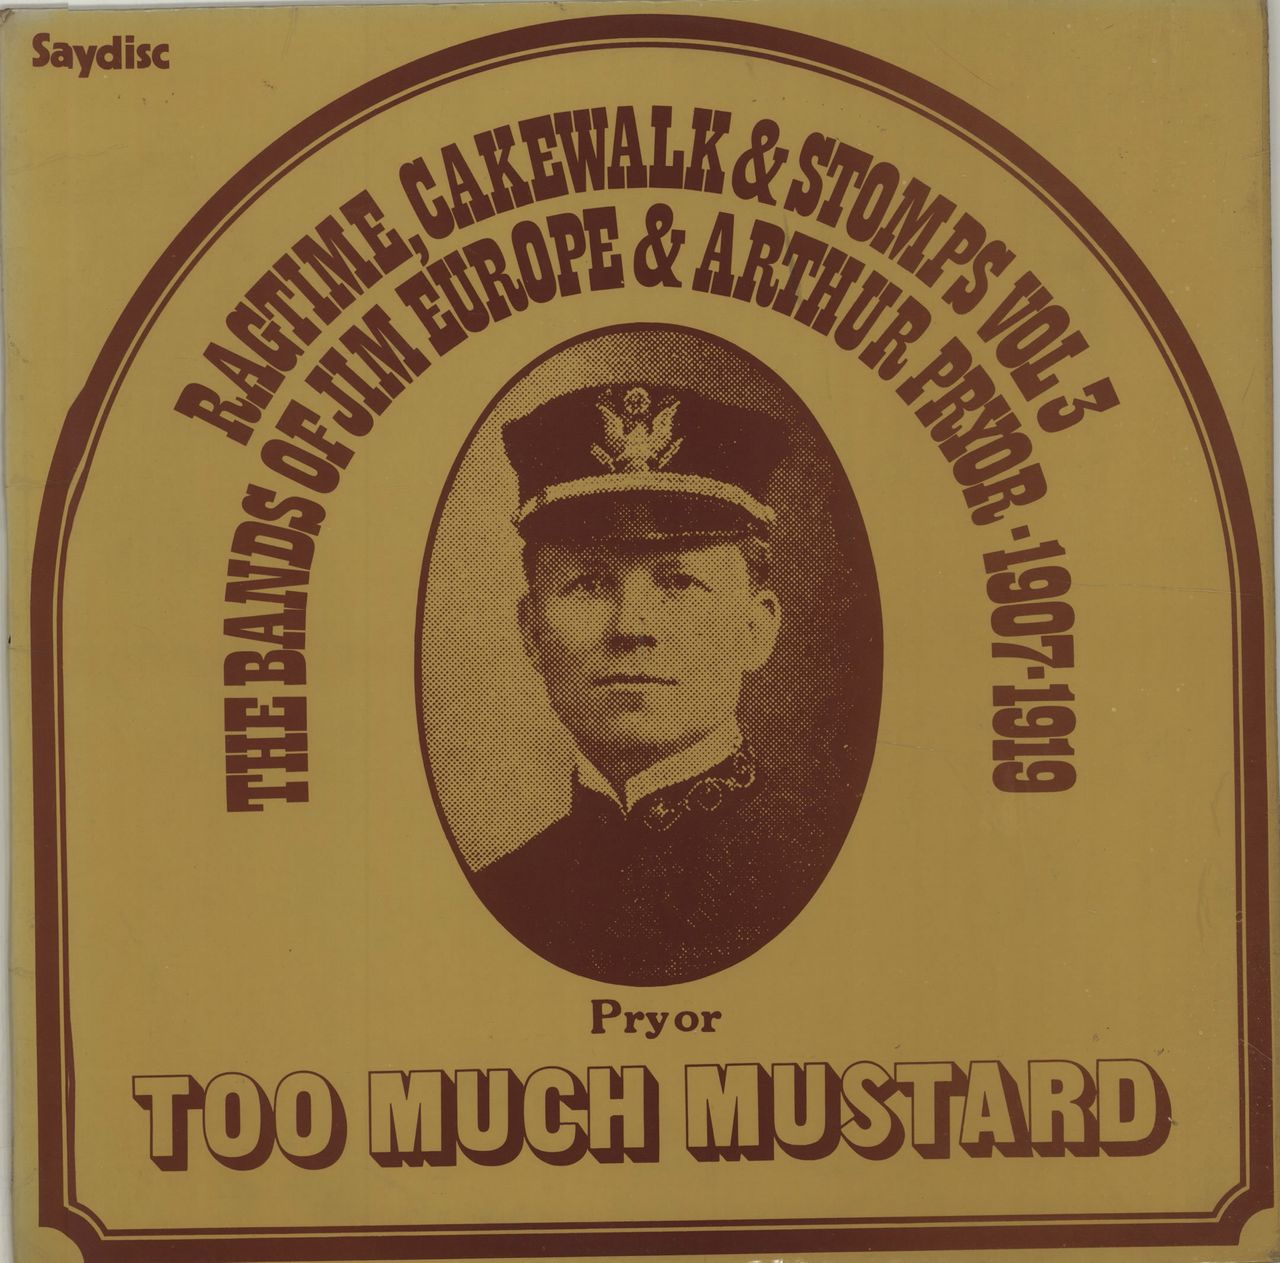 Saydisc
RAGTIME, CAKEWALK & STOMPS VOL 3
THE BANDS OF JIM EUROPE & ARTHUR PRYOR - 1907-1919
Pryor
TOO MUCH MUSTARD